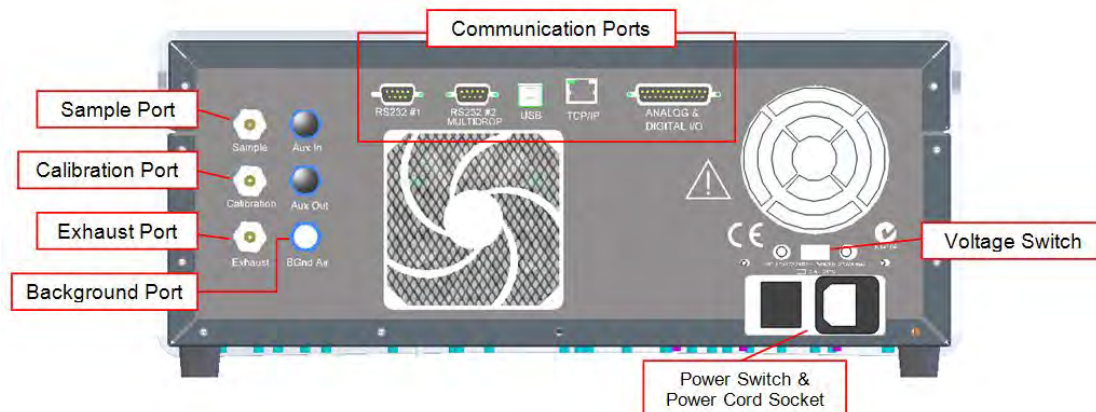 Communication Ports
Sample Port
Calibration Port
Exhaust Port
Background Port
RS232 #1
RS232 #2
MULTIDROP
USB
TCP/IP
ANALOG &
DIGITAL I/O
Sample
Aux In
Calibration
Aux Out
Exhaust
BGnd Air
CE
Voltage Switch
Power Switch &
Power Cord Socket